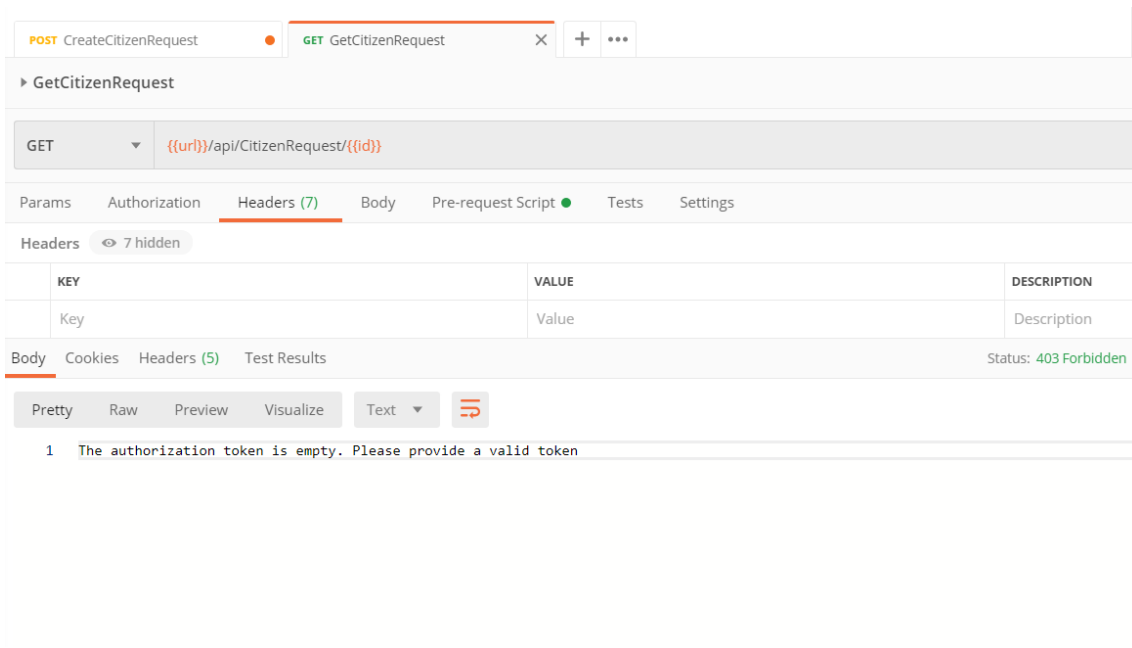 POST CreateCitizenRequest GET GetCitizenRequest
GetCitizenRequest
GET {{url}}/api/CitizenRequest/{{id}}
Params Authorization Headers (7) Body Pre-request Script Tests Settings
Headers 7 hidden
KEY VALUE DESCRIPTION
Key Value Description
Body Cookies Headers (5) Test Results Status: 403 Forbidden
Pretty Raw Preview Visualize Text
1 The authorization token is empty. Please provide a valid token